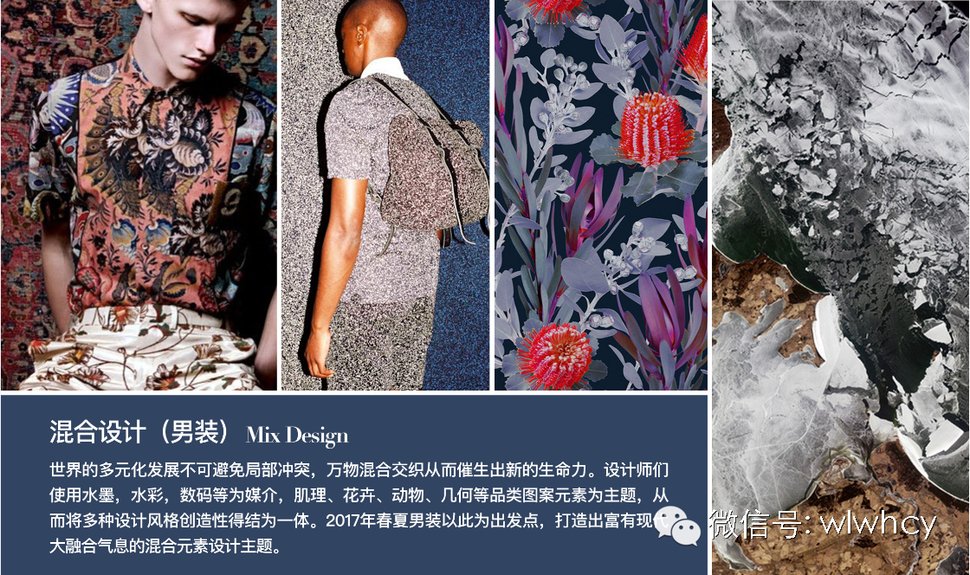 混合设计（男装） Mix Design
世界的多元化发展不可避免局部冲突，万物混合交织从而催生出新的生命力。设计师们
使用水墨，水彩，数码等为媒介，肌理、花卉、动物、几何等品类图案元素为主题，从
而将多种设计风格创造性得结为一体。2017年春夏男装以此为出发点，打造出富有现代
大融合气息的混合元素设计主题。
微信号: wlwhcy